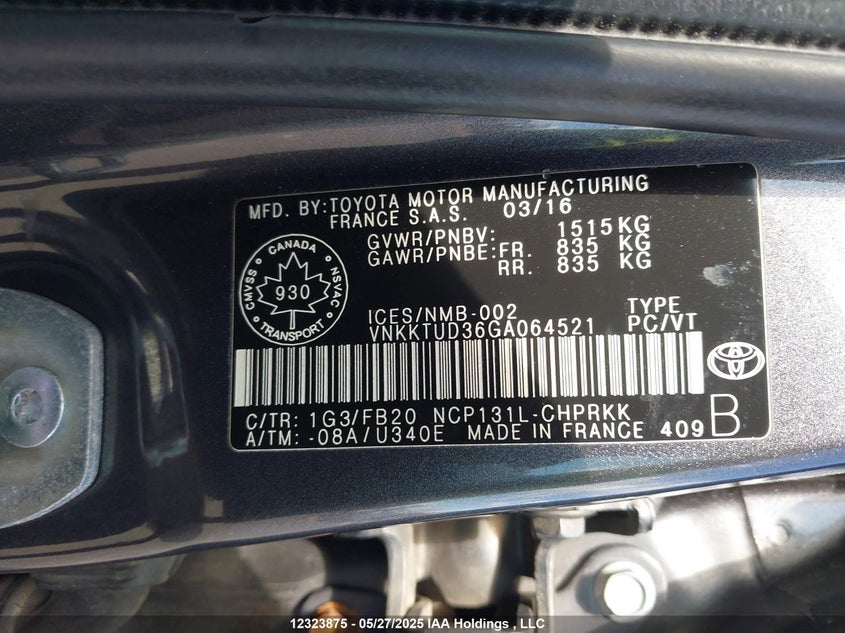 MFD. BY:TOYOTA MOTOR MANUFACTURING
FRANCE S.A.S. 03/16
GVWR/PNBV: 1515KG
GAWR/PNBE:FR. 835 KG
RR. 835 KG
CANADA
CMVSS
NSVAC
930
TRANSPORT
ICES/NMB-002 TYPE
VNKKTUD36GA064521 PC/VT
C/TR: 1G3/FB20 NCP131L-CHPRKK B
A/TM: -08A/U340E MADE IN FRANCE 409
12323875 - 05/27/2025 IAA Holdings , LLC